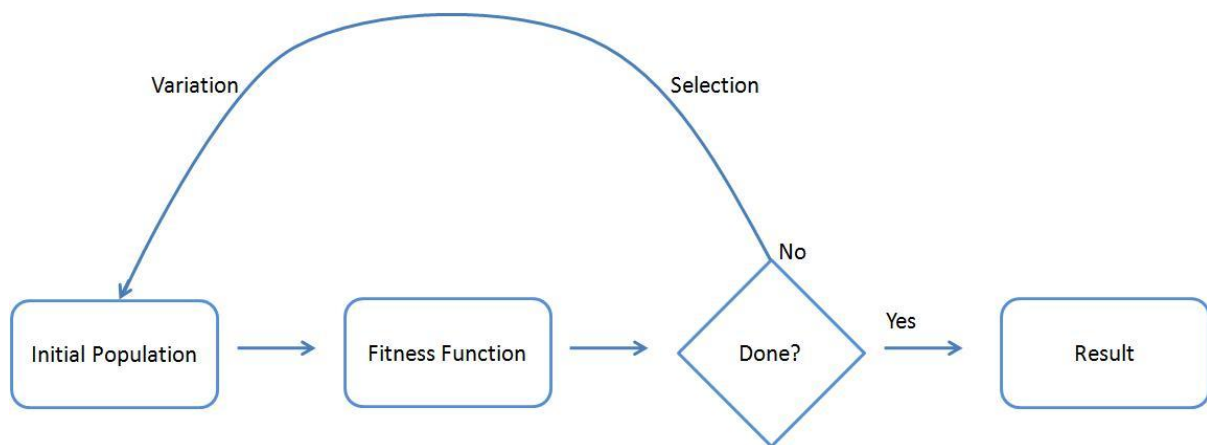 Variation
Selection
No
Yes
Initial Population
Fitness Function
Done?
Result